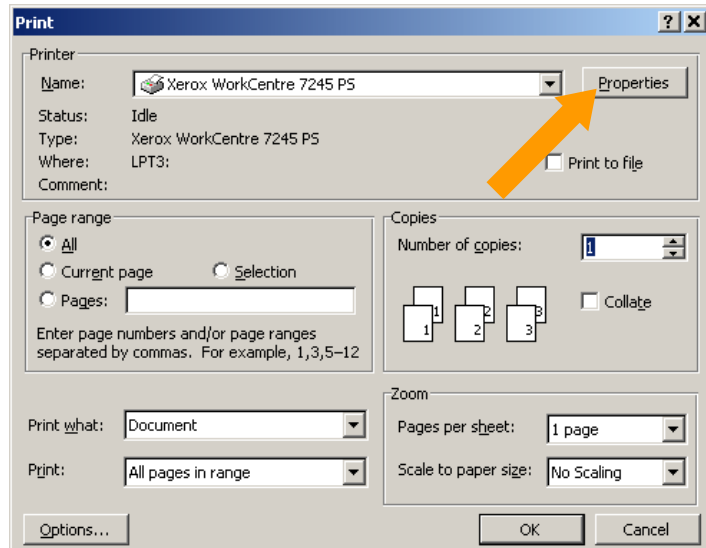 Print
Printer
Name: Xerox WorkCentre 7245 PS Properties
Status: Idle
Type: Xerox WorkCentre 7245 PS
Where: LPT3: Print to file
Comment:
Page range
All
Current page Selection
Pages:
Enter page numbers and/or page ranges
separated by commas. For example, 1,3,5–12
Copies
Number of copies: 1
1 1 2 2 3 3 Collate
Print what: Document
Print: All pages in range
Zoom
Pages per sheet: 1 page
Scale to paper size: No Scaling
Options... OK Cancel